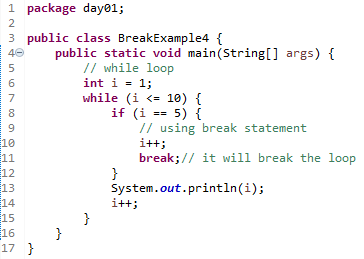 1 package day01;
2
3 public class BreakExample4 {
4 public static void main(String[] args) {
5 // while loop
6 int i = 1;
7 while (i <= 10) {
8 if (i == 5) {
9 // using break statement
10 i++;
11 break;// it will break the loop
12 }
13 System.out.println(i);
14 i++;
15 }
16 }
17 }